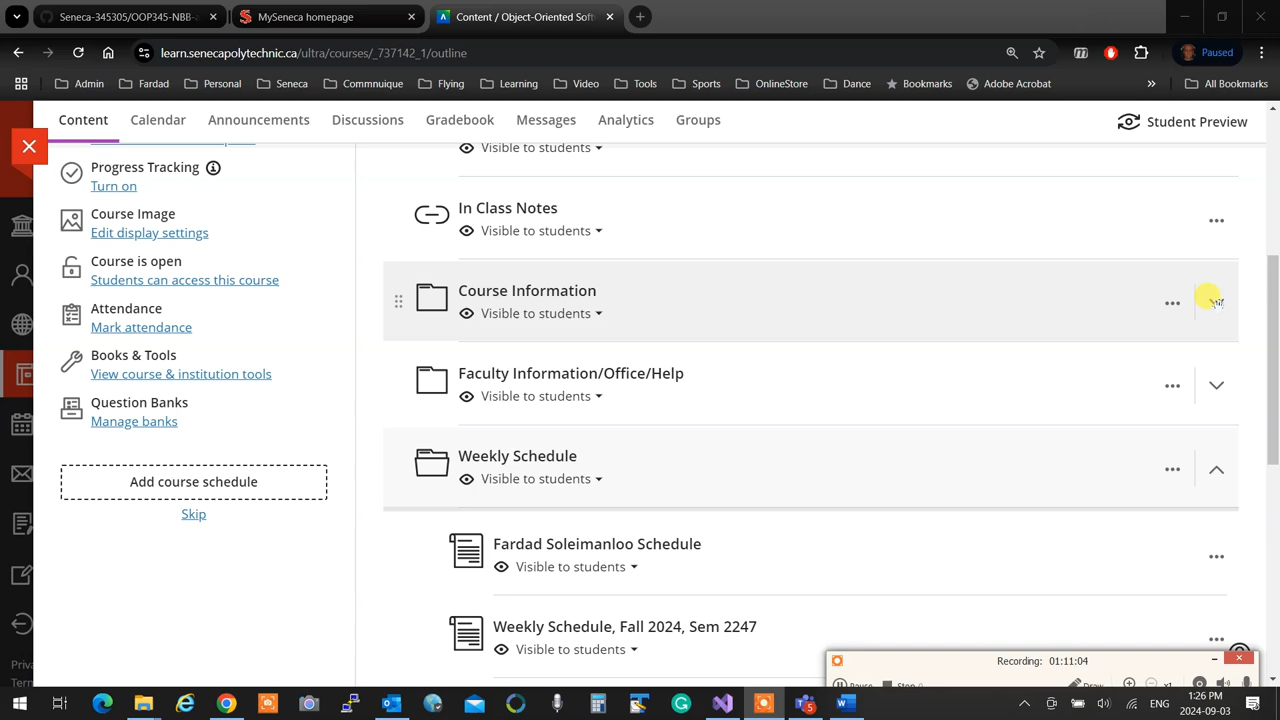 Seneca-345305/OOP345-NBB-
MySeneca homepage
Content / Object-Oriented Soft
learn.senecapolytechnic.ca/ultra/courses/_737142_1/outline
Paused
Admin
Fardad
Personal
Seneca
Commnuique
Flying
Learning
Video
Tools
Sports
OnlineStore
Dance
Bookmarks
Adobe Acrobat
All Bookmarks
Content
Calendar
Announcements
Discussions
Gradebook
Messages
Analytics
Groups
Student Preview
Progress Tracking
Turn on
Course Image
Edit display settings
Course is open
Students can access this course
Attendance
Mark attendance
Books & Tools
View course & institution tools
Question Banks
Manage banks
Add course schedule
Skip
Visible to students
In Class Notes
Visible to students
Course Information
Visible to students
Faculty Information/Office/Help
Visible to students
Weekly Schedule
Visible to students
Fardad Soleimanloo Schedule
Visible to students
Weekly Schedule, Fall 2024, Sem 2247
Visible to students
Priva
Term
Recording: 01:11:04
Pause
Stop
Draw
x1
1:26 PM
2024-09-03